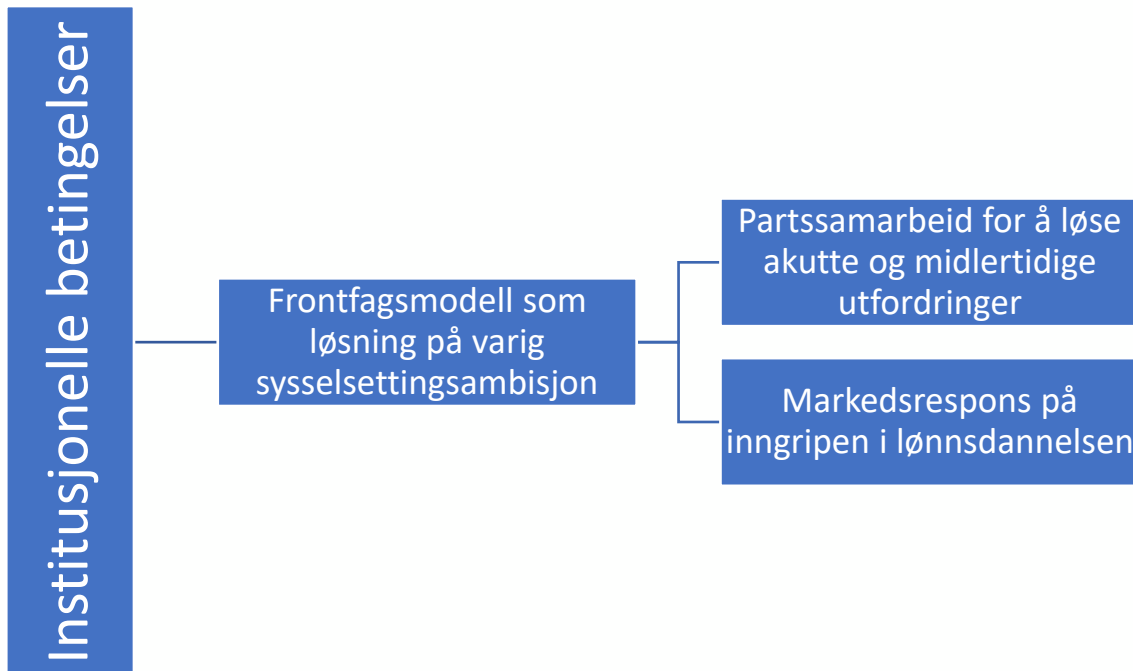 Institusjonelle betingelser
Frontfagsmodell som
løsning på varig
sysselsettingsambisjon
Partssamarbeid for å løse
akutte og midlertidige
utfordringer
Markedsrespons på
inngripen i lønnsdannelsen